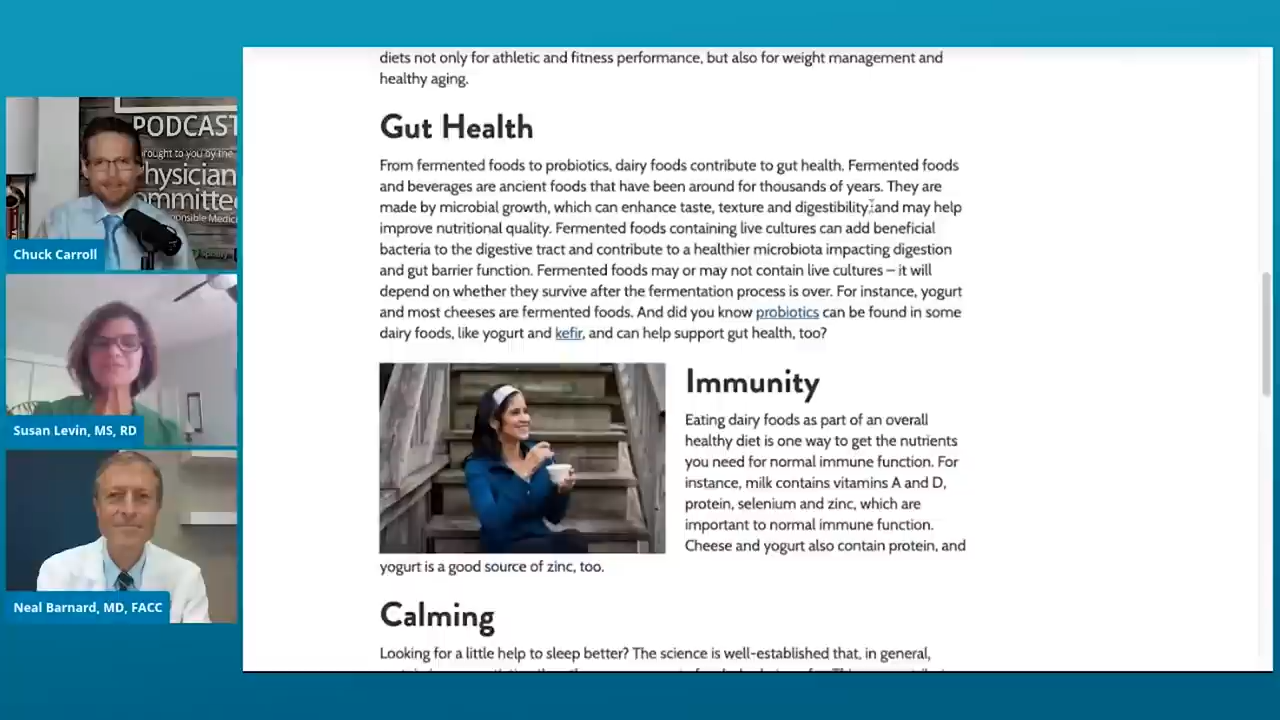 PODCAST
brought to you by the
Physicians
Committee
Responsible Medic
Chuck Carroll
Susan Levin, MS, RD
Neal Barnard, MD, FACC
diets not only for athletic and fitness performance, but also for weight management and
healthy aging.
Gut Health
From fermented foods to probiotics, dairy foods contribute to gut health. Fermented foods
and beverages are ancient foods that have been around for thousands of years. They are
made by microbial growth, which can enhance taste, texture and digestibility, and may help
improve nutritional quality. Fermented foods containing live cultures can add beneficial
bacteria to the digestive tract and contribute to a healthier microbiota impacting digestion
and gut barrier function. Fermented foods may or may not contain live cultures – it will
depend on whether they survive after the fermentation process is over. For instance, yogurt
and most cheeses are fermented foods. And did you know probiotics can be found in some
dairy foods, like yogurt and kefir, and can help support gut health, too?
Immunity
Eating dairy foods as part of an overall
healthy diet is one way to get the nutrients
you need for normal immune function. For
instance, milk contains vitamins A and D,
protein, selenium and zinc, which are
important to normal immune function.
Cheese and yogurt also contain protein, and
yogurt is a good source of zinc, too.
Calming
Looking for a little help to sleep better? The science is well-established that, in general,